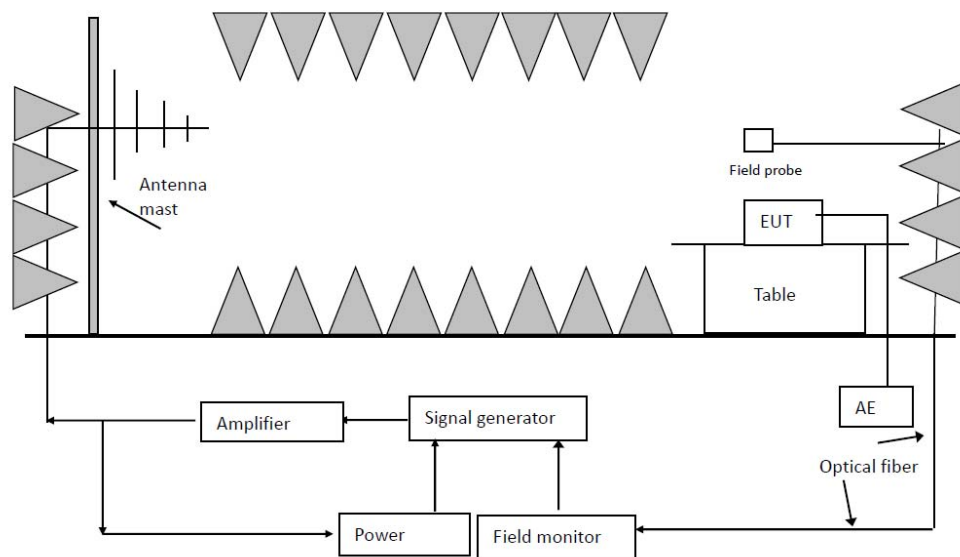 Field probe
Antenna
mast
EUT
Table
AE
Signal generator
Amplifier
Optical fiber
Power
Field monitor